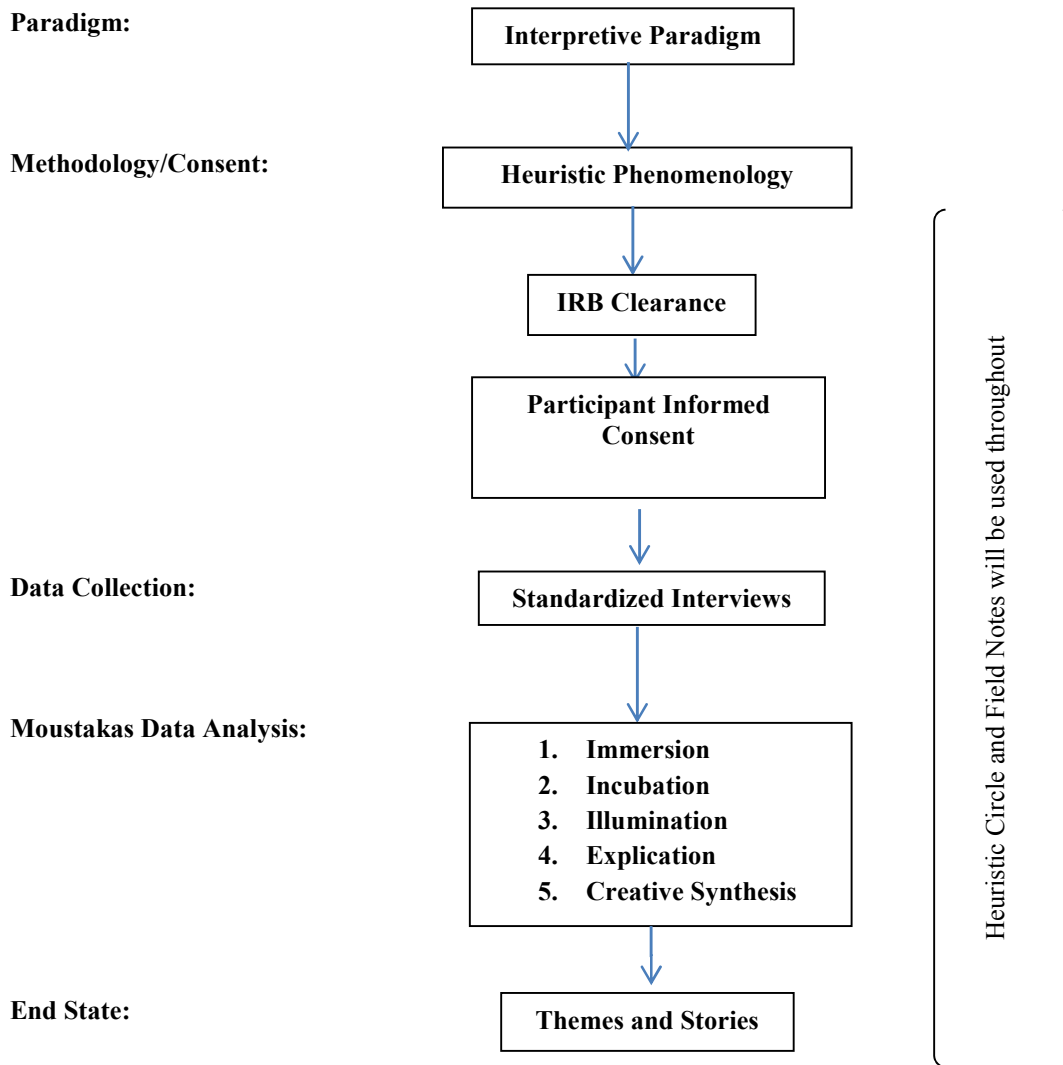 Paradigm:
Interpretive Paradigm
Methodology/Consent:
Heuristic Phenomenology
IRB Clearance
Participant Informed
Consent
Data Collection:
Standardized Interviews
Moustakas Data Analysis:
1. Immersion
2. Incubation
3. Illumination
4. Explication
5. Creative Synthesis
End State:
Themes and Stories
Heuristic Circle and Field Notes will be used throughout